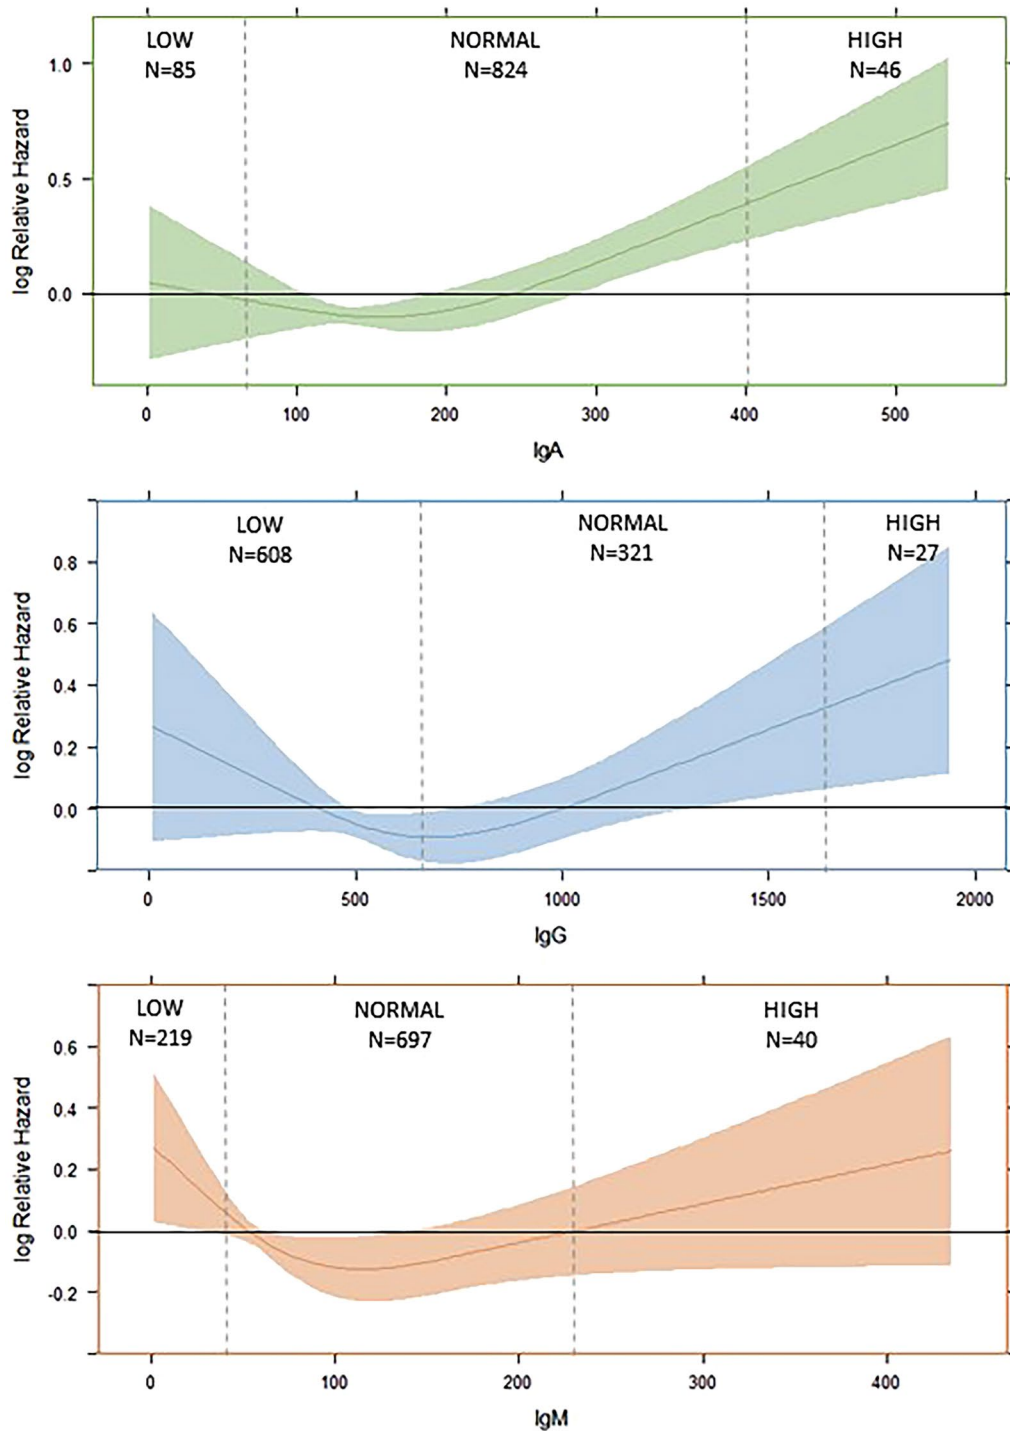 LOW NORMAL HIGH
N=85 N=824 N=46
1.0
0.5
0.0
log Relative Hazard
0 100 200 300 400 500
IgA
LOW NORMAL HIGH
N=608 N=321 N=27
0.8
0.6
0.4
0.2
0.0
log Relative Hazard
0 500 1000 1500 2000
IgG
LOW NORMAL HIGH
N=219 N=697 N=40
0.6
0.4
0.2
0.0
-0.2
log Relative Hazard
0 100 200 300 400
IgM